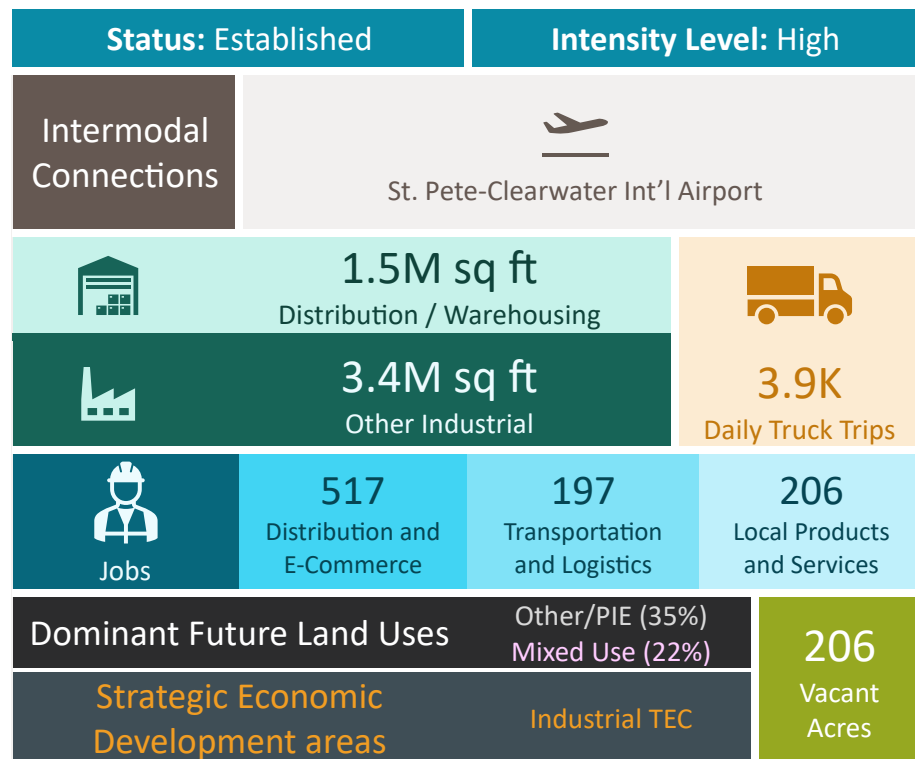 Status: Established
Intensity Level: High
Intermodal
Connections
St. Pete-Clearwater Int’l Airport
1.5M sq ft
Distribution / Warehousing
3.4M sq ft
Other Industrial
3.9K
Daily Truck Trips
Jobs
517
Distribution and
E-Commerce
197
Transportation
and Logistics
206
Local Products
and Services
Dominant Future Land Uses
Other/PIE (35%)
Mixed Use (22%)
Strategic Economic
Development areas
Industrial TEC
206
Vacant
Acres